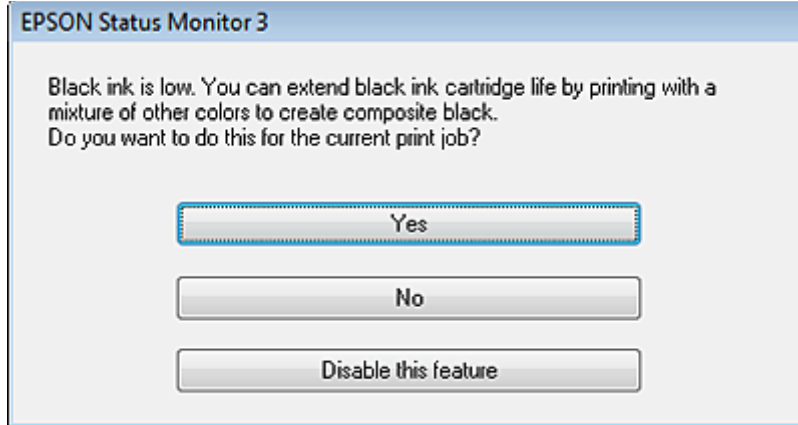 EPSON Status Monitor 3
Black ink is low. You can extend black ink cartridge life by printing with a
mixture of other colors to create composite black.
Do you want to do this for the current print job?
Yes
No
Disable this feature